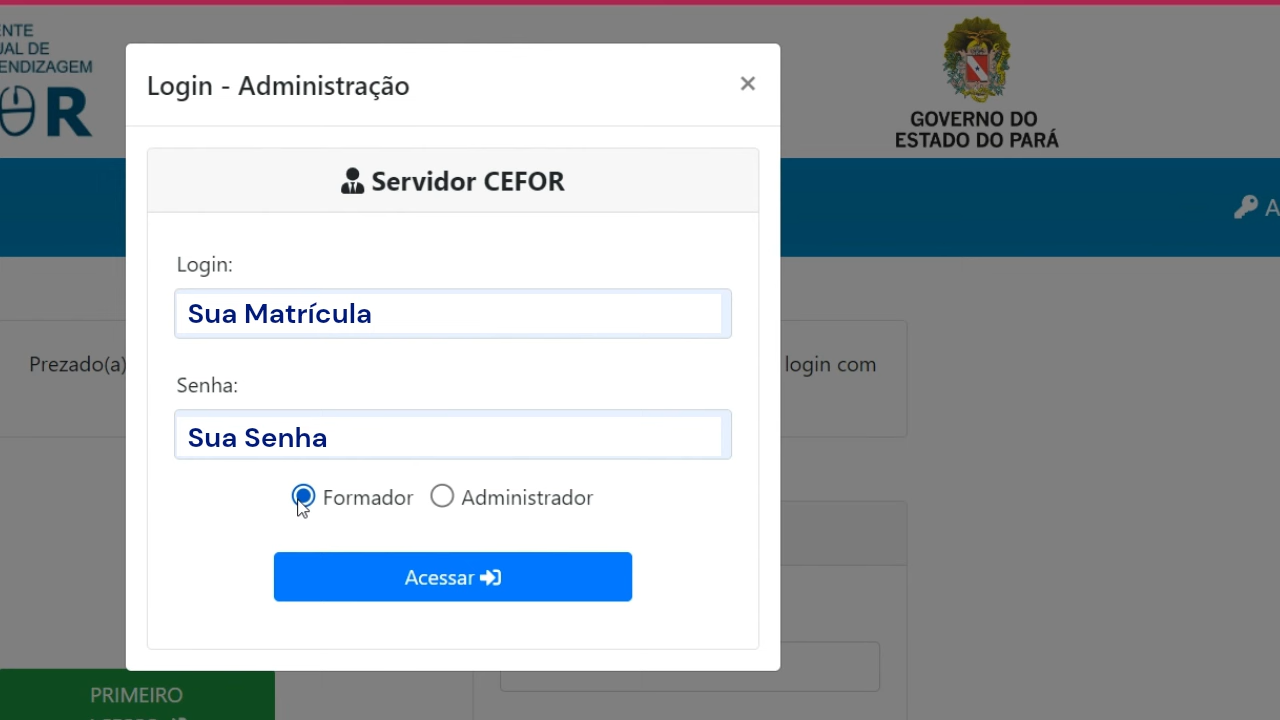 Login - Administração
×
GOVERNO DO
ESTADO DO PARÁ
Servidor CEFOR
Login:
Sua Matrícula
Prezado(a)
login com
Senha:
Sua Senha
Formador
Administrador
Acessar
PRIMEIRO